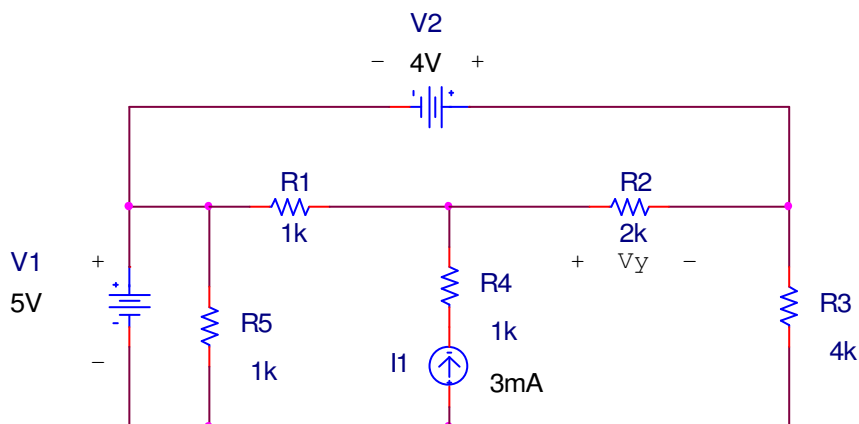 V2
- 4V +
- +
R1
R2
1k
2k
V1 +
+ Vy -
+
5V
-
-
R4
R5
1k
R3
1k
4k
I1
-
+
3mA